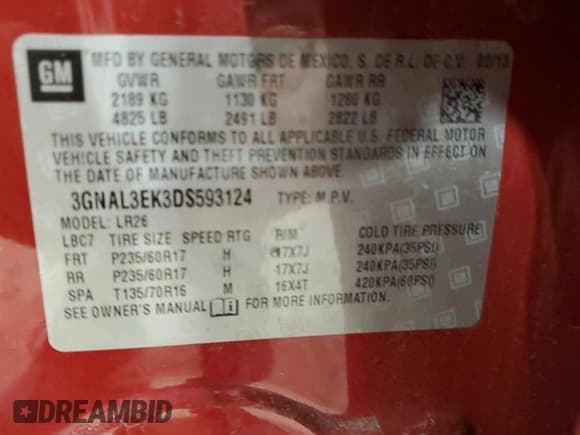 GM
MFD BY GENERAL MOTORS DE MEXICO, S. DE R.L. DE C.V. 02/13
GVWR GAWR FRT GAWR RR
2189 KG 1130 KG 1280 KG
4825 LB 2491 LB 2822 LB
THIS VEHICLE CONFORMS TO ALL APPLICABLE U.S. FEDERAL MOTOR
VEHICLE SAFETY AND THEFT PREVENTION STANDARDS IN EFFECT ON
THE DATE OF MANUFACTURE SHOWN ABOVE.
3GNAL3EK3DS593124 TYPE: M.P.V.
MODEL: LR26
LBC7 TIRE SIZE SPEED RTG RIM COLD TIRE PRESSURE
FRT P235/60R17 H 17X7J 240KPA(35PSI)
RR P235/60R17 H 17X7J 240KPA(35PSI)
SPA T135/70R16 M 16X4T 420KPA(60PSI)
SEE OWNER'S MANUAL FOR MORE INFORMATION.
DREAMBID